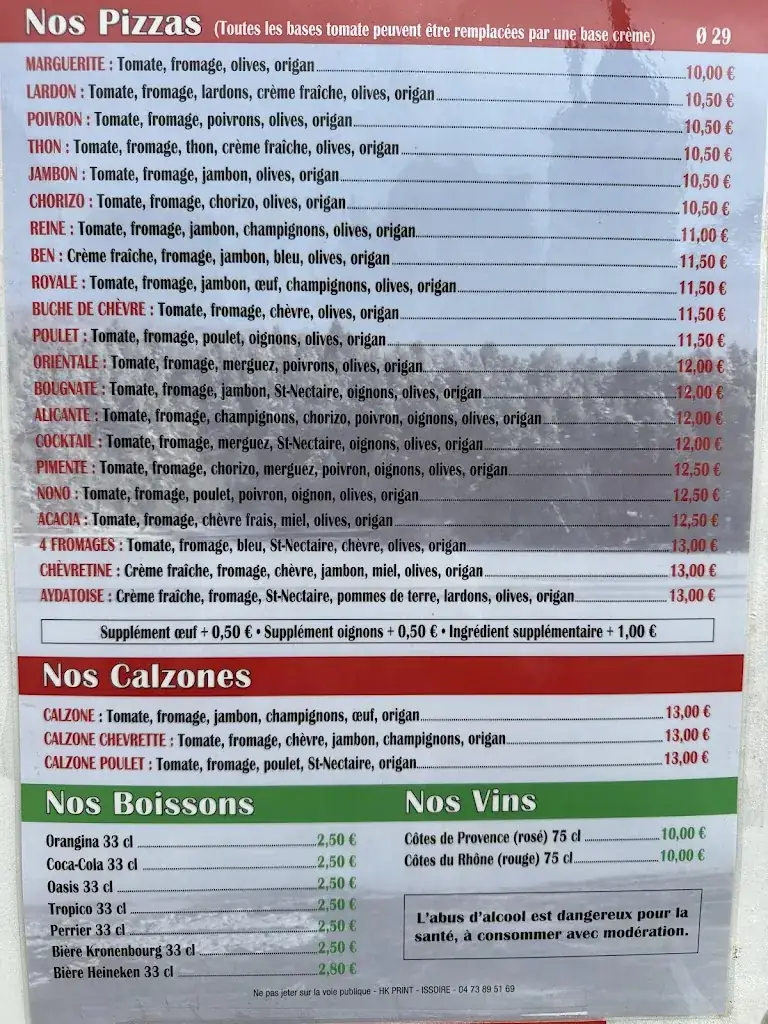 Nos Pizzas (Toutes les bases tomate peuvent être remplacées par une base crème) Ø 29
MARGUERITE : Tomate, fromage, olives, origan 10,00 €
LARDON : Tomate, fromage, lardons, crème fraîche, olives, origan 10,50 €
POIVRON : Tomate, fromage, poivrons, olives, origan 10,50 €
THON : Tomate, fromage, thon, crème fraîche, olives, origan 10,50 €
JAMBON : Tomate, fromage, jambon, olives, origan 10,50 €
CHORIZO : Tomate, fromage, chorizo, olives, origan 10,50 €
REINE : Tomate, fromage, jambon, champignons, olives, origan 11,00 €
BEN : Crème fraîche, fromage, jambon, bleu, olives, origan 11,50 €
ROYALE : Tomate, fromage, jambon, œuf, champignons, olives, origan 11,50 €
BUCHE DE CHÈVRE : Tomate, fromage, chèvre, olives, origan 11,50 €
POULET : Tomate, fromage, poulet, oignons, olives, origan 11,50 €
ORIENTALE : Tomate, fromage, merguez, poivrons, olives, origan 12,00 €
BOUGNATE : Tomate, fromage, jambon, St-Nectaire, oignons, olives, origan 12,00 €
ALICANTE : Tomate, fromage, champignons, chorizo, poivron, oignons, olives, origan 12,00 €
COCKTAIL : Tomate, fromage, merguez, St-Nectaire, oignons, olives, origan 12,00 €
PIMENTE : Tomate, fromage, chorizo, merguez, poivron, oignons, olives, origan 12,50 €
NONO : Tomate, fromage, poulet, poivron, oignon, olives, origan 12,50 €
ACACIA : Tomate, fromage, chèvre frais, miel, olives, origan 12,50 €
4 FROMAGES : Tomate, fromage, bleu, St-Nectaire, chèvre, olives, origan 13,00 €
CHÈVRETINE : Crème fraîche, fromage, chèvre, jambon, miel, olives, origan 13,00 €
AYDATOISE : Crème fraîche, fromage, St-Nectaire, pommes de terre, lardons, olives, origan 13,00 €
Supplément œuf + 0,50 € • Supplément oignons + 0,50 € • Ingrédient supplémentaire + 1,00 €
Nos Calzones
CALZONE : Tomate, fromage, jambon, champignons, œuf, origan 13,00 €
CALZONE CHEVRETTE : Tomate, fromage, chèvre, jambon, champignons, origan 13,00 €
CALZONE POULET : Tomate, fromage, poulet, St-Nectaire, origan 13,00 €
Nos Boissons
Orangina 33 cl 2,50 €
Coca-Cola 33 cl 2,50 €
Oasis 33 cl 2,50 €
Tropico 33 cl 2,50 €
Perrier 33 cl 2,50 €
Bière Kronenbourg 33 cl 2,50 €
Bière Heineken 33 cl 2,80 €
Nos Vins
Côtes de Provence (rosé) 75 cl 10,00 €
Côtes du Rhône (rouge) 75 cl 10,00 €
L'abus d'alcool est dangereux pour la
santé, à consommer avec modération.
Ne pas jeter sur la voie publique - HK PRINT - ISSOIRE - 04 73 89 51 69